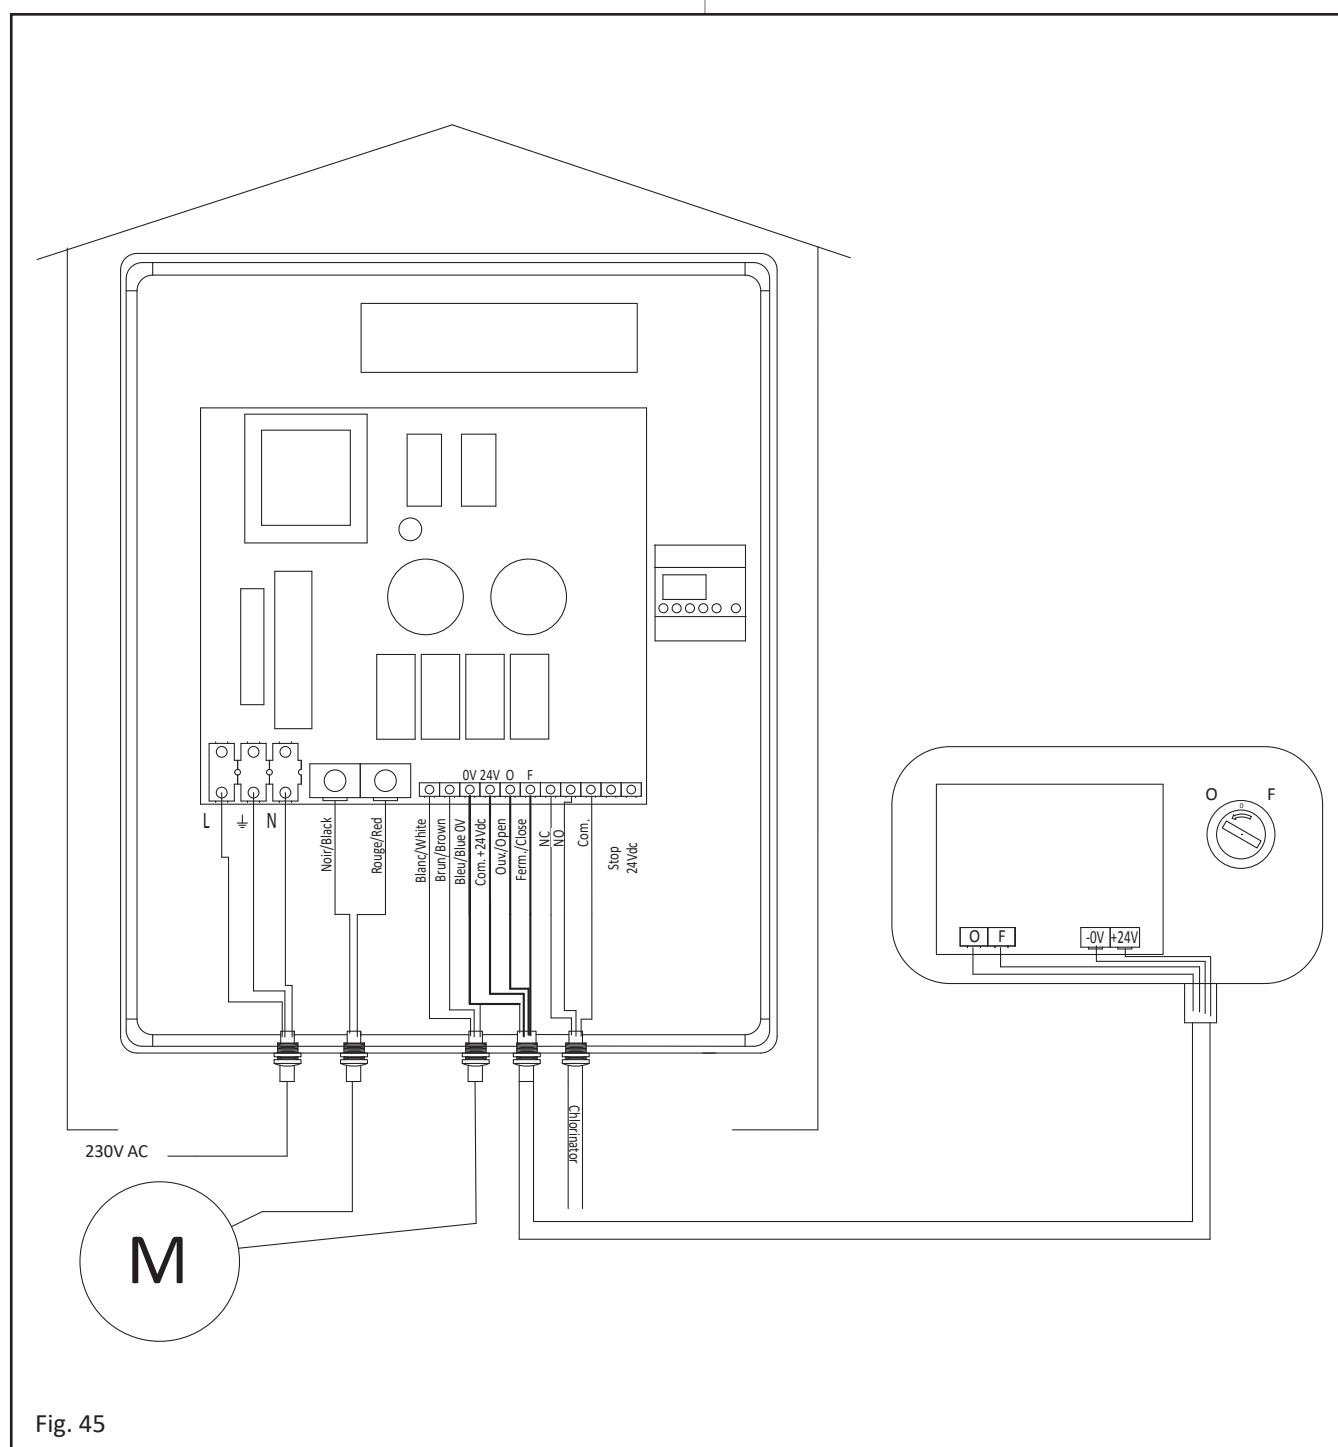 0V 24V O F
L N
Noir/Black
Rouge/Red
Blanc/White
Brun/Brown
Bleu/Blue 0V
Com. +24Vdc
Ouv./Open
Ferm./Close
NC
NO
Com.
Stop
24Vdc
O F
0
O F -0V +24V
Chlorinator
230V AC
M
Fig. 45